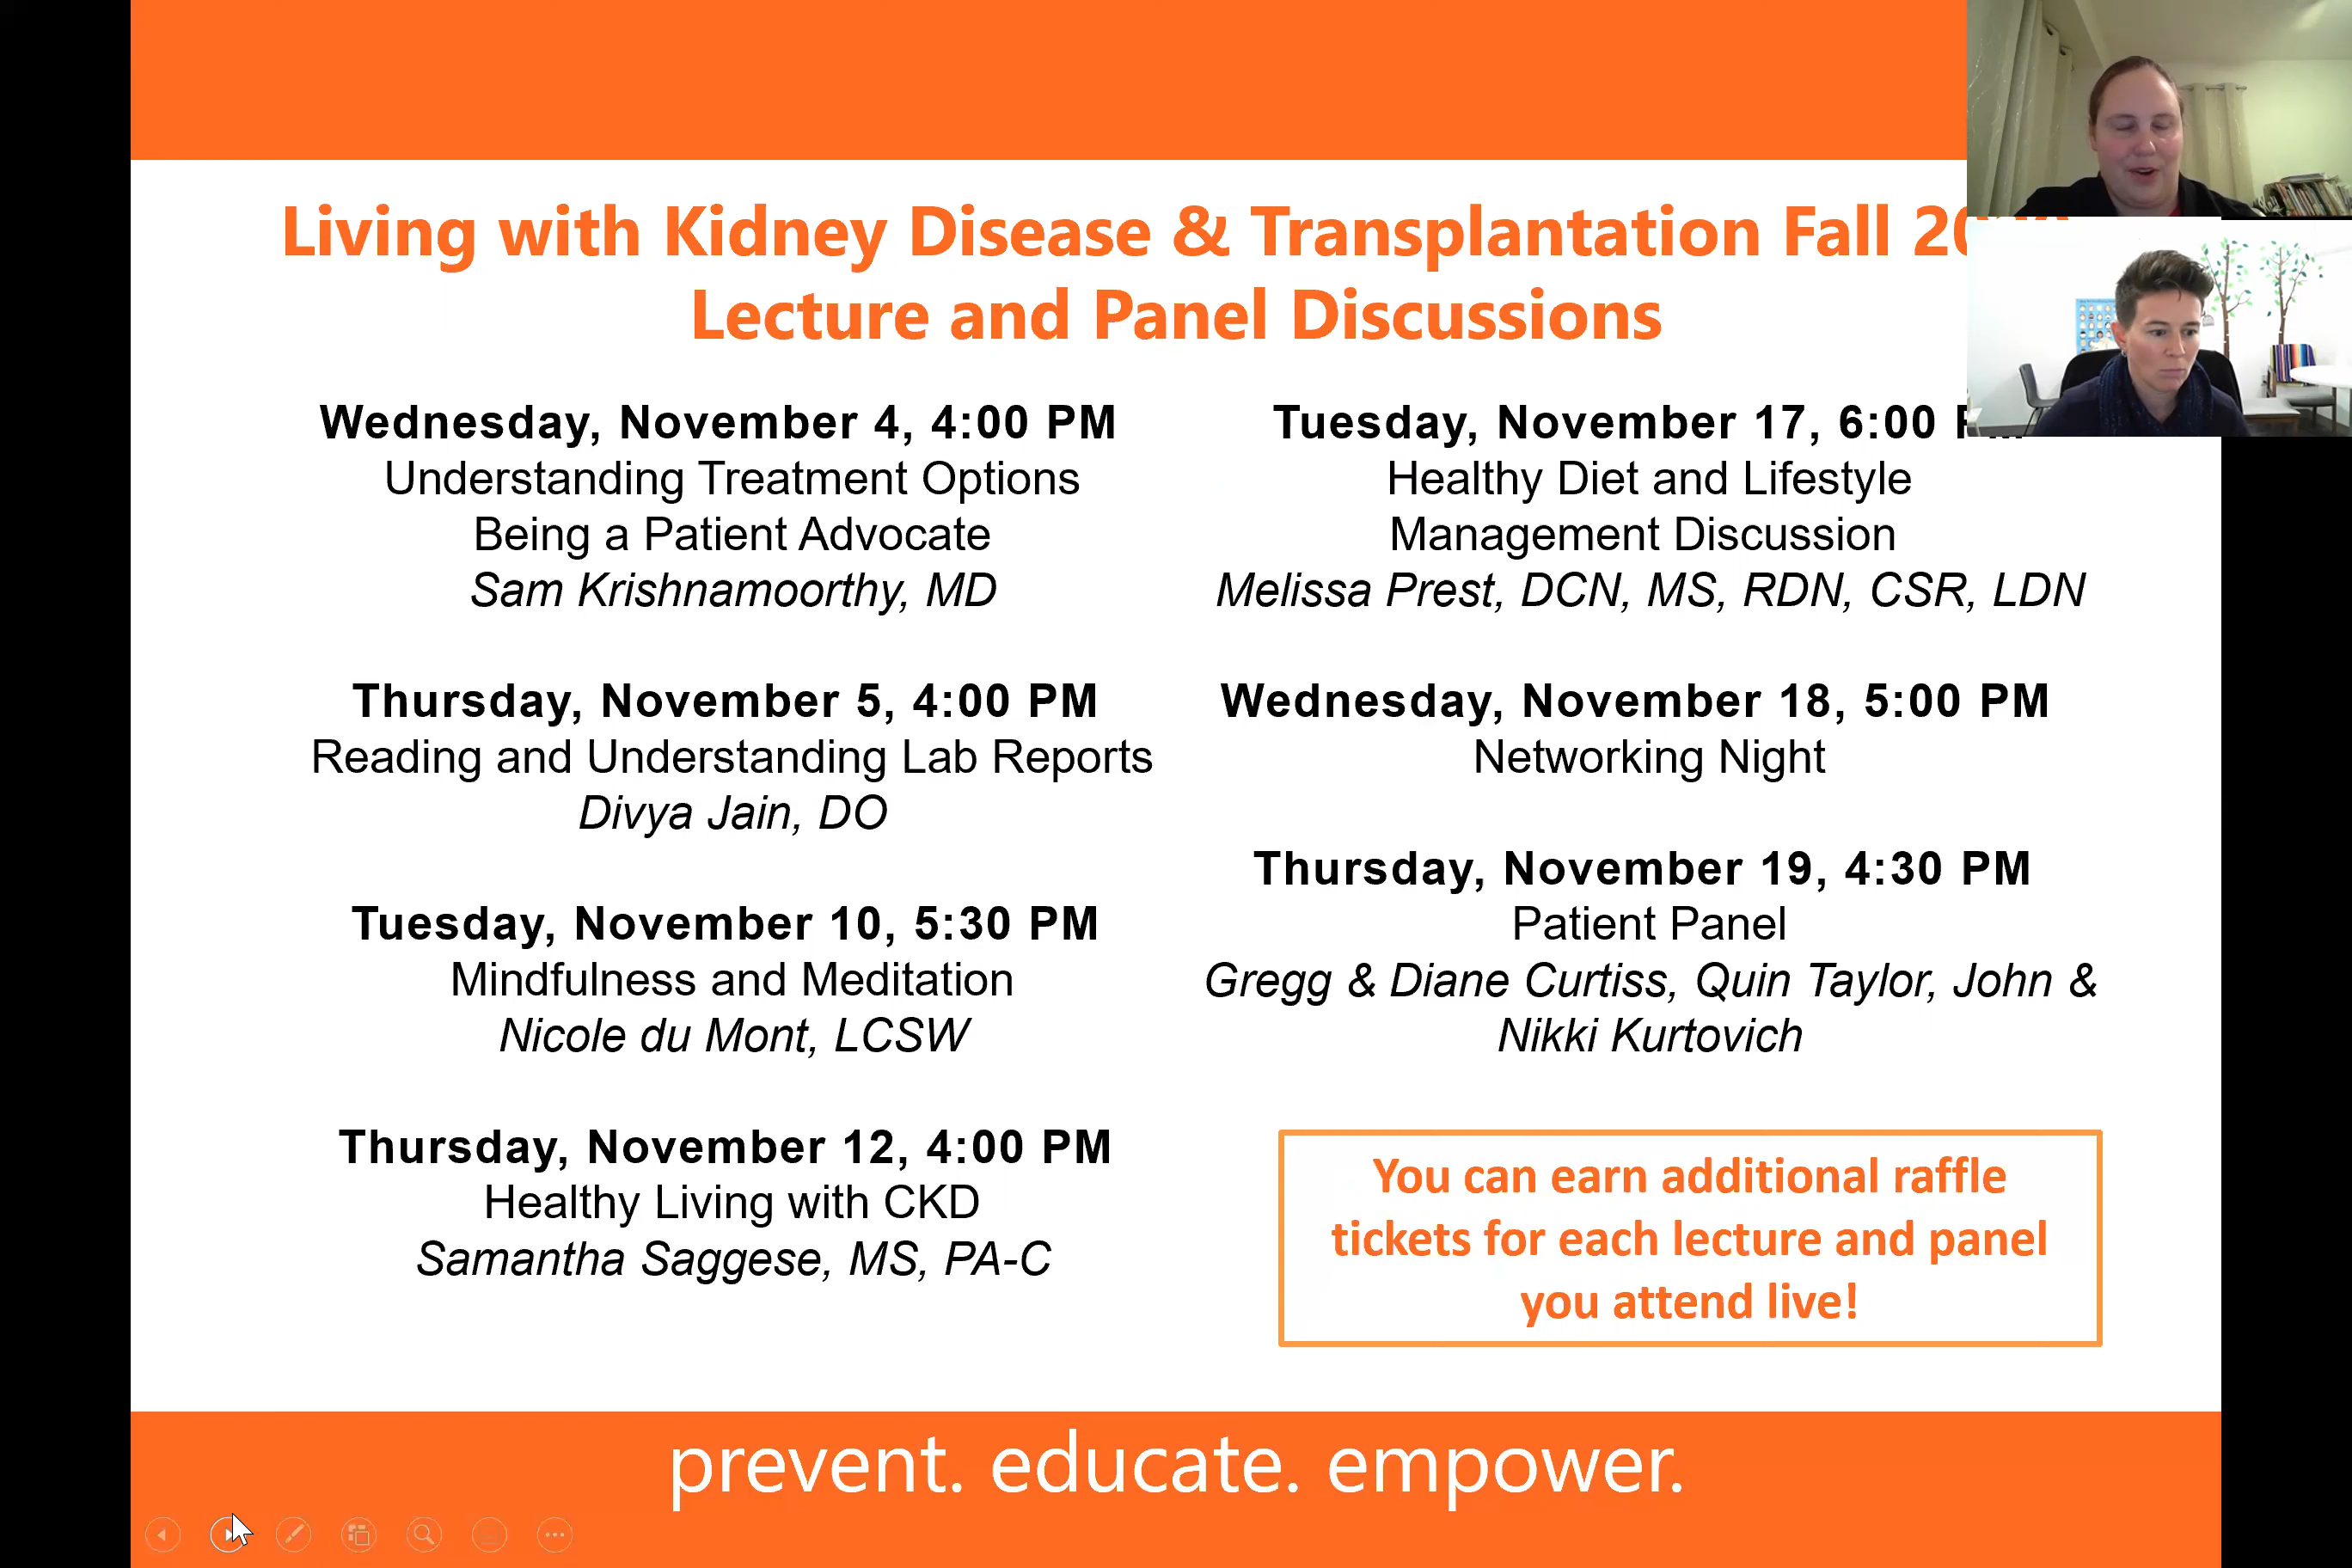 Living with Kidney Disease & Transplantation Fall
Lecture and Panel Discussions
Wednesday, November 4, 4:00 PM
Understanding Treatment Options
Being a Patient Advocate
Sam Krishnamoorthy, MD
Thursday, November 5, 4:00 PM
Reading and Understanding Lab Reports
Divya Jain, DO
Tuesday, November 10, 5:30 PM
Mindfulness and Meditation
Nicole du Mont, LCSW
Thursday, November 12, 4:00 PM
Healthy Living with CKD
Samantha Saggese, MS, PA-C
Tuesday, November 17, 6:00
Healthy Diet and Lifestyle
Management Discussion
Melissa Prest, DCN, MS, RDN, CSR, LDN
Wednesday, November 18, 5:00 PM
Networking Night
Thursday, November 19, 4:30 PM
Patient Panel
Gregg & Diane Curtiss, Quin Taylor, John &
Nikki Kurtovich
You can earn additional raffle
tickets for each lecture and panel
you attend live!
prevent. educate. empower.